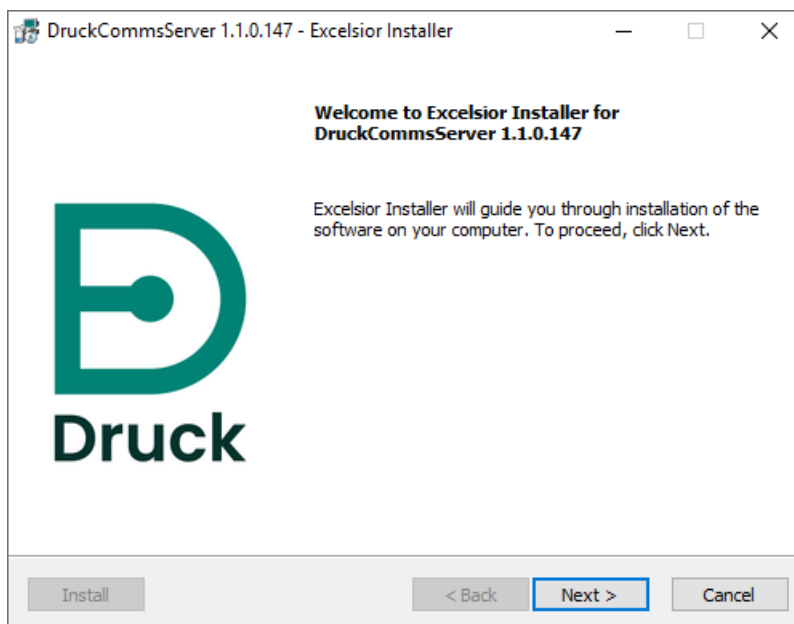 DruckCommsServer 1.1.0.147 - Excelsior Installer
Welcome to Excelsior Installer for
DruckCommsServer 1.1.0.147
Excelsior Installer will guide you through installation of the
software on your computer. To proceed, click Next.
Druck
Install
< Back
Next >
Cancel